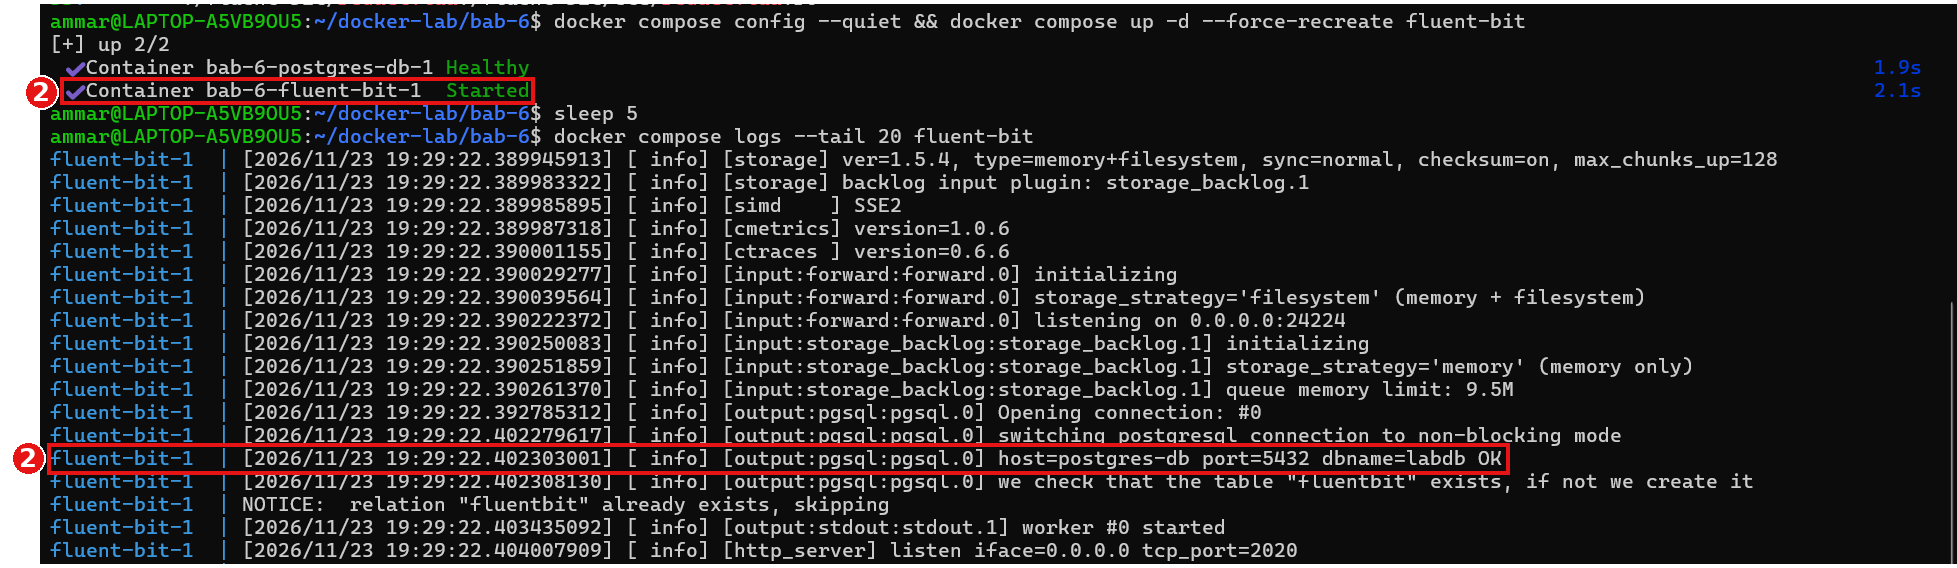 ammar@LAPTOP-A5VB9OU5:~/docker-lab/bab-6$ docker compose config --quiet && docker compose up -d --force-recreate fluent-bit
[+] up 2/2
✔Container bab-6-postgres-db-1 Healthy 1.9s
2 ✔Container bab-6-fluent-bit-1 Started 2.1s
ammar@LAPTOP-A5VB9OU5:~/docker-lab/bab-6$ sleep 5
ammar@LAPTOP-A5VB9OU5:~/docker-lab/bab-6$ docker compose logs --tail 20 fluent-bit
fluent-bit-1 | [2026/11/23 19:29:22.389945913] [ info] [storage] ver=1.5.4, type=memory+filesystem, sync=normal, checksum=on, max_chunks_up=128
fluent-bit-1 | [2026/11/23 19:29:22.389983322] [ info] [storage] backlog input plugin: storage_backlog.1
fluent-bit-1 | [2026/11/23 19:29:22.389985895] [ info] [simd    ] SSE2
fluent-bit-1 | [2026/11/23 19:29:22.389987318] [ info] [cmetrics] version=1.0.6
fluent-bit-1 | [2026/11/23 19:29:22.390001155] [ info] [ctraces ] version=0.6.6
fluent-bit-1 | [2026/11/23 19:29:22.390029277] [ info] [input:forward:forward.0] initializing
fluent-bit-1 | [2026/11/23 19:29:22.390039564] [ info] [input:forward:forward.0] storage_strategy='filesystem' (memory + filesystem)
fluent-bit-1 | [2026/11/23 19:29:22.390222372] [ info] [input:forward:forward.0] listening on 0.0.0.0:24224
fluent-bit-1 | [2026/11/23 19:29:22.390250083] [ info] [input:storage_backlog:storage_backlog.1] initializing
fluent-bit-1 | [2026/11/23 19:29:22.390251859] [ info] [input:storage_backlog:storage_backlog.1] storage_strategy='memory' (memory only)
fluent-bit-1 | [2026/11/23 19:29:22.390261370] [ info] [input:storage_backlog:storage_backlog.1] queue memory limit: 9.5M
fluent-bit-1 | [2026/11/23 19:29:22.392785312] [ info] [output:pgsql:pgsql.0] Opening connection: #0
fluent-bit-1 | [2026/11/23 19:29:22.402279617] [ info] [output:pgsql:pgsql.0] switching postgresql connection to non-blocking mode
2 fluent-bit-1 | [2026/11/23 19:29:22.402303001] [ info] [output:pgsql:pgsql.0] host=postgres-db port=5432 dbname=labdb OK
fluent-bit-1 | [2026/11/23 19:29:22.402308130] [ info] [output:pgsql:pgsql.0] we check that the table "fluentbit" exists, if not we create it
fluent-bit-1 | NOTICE:  relation "fluentbit" already exists, skipping
fluent-bit-1 | [2026/11/23 19:29:22.403435092] [ info] [output:stdout:stdout.1] worker #0 started
fluent-bit-1 | [2026/11/23 19:29:22.404007909] [ info] [http_server] listen iface=0.0.0.0 tcp_port=2020